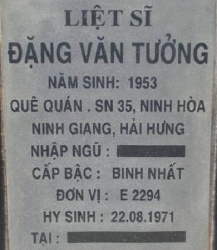 LIỆT SĨ
ĐẶNG VĂN TƯỞNG
NĂM SINH: 1953
QUÊ QUÁN . SN 35, NINH HÒA
NINH GIANG, HẢI HƯNG
NHẬP NGŨ :
CẤP BẬC : BINH NHẤT
ĐƠN VỊ : E 2294
HY SINH : 22.08.1971
TẠI :